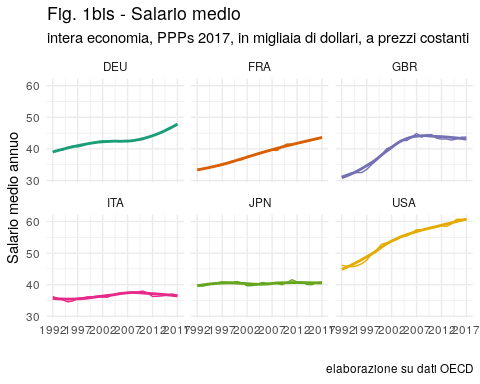 Fig. 1bis - Salario medio
intera economia, PPPs 2017, in migliaia di dollari, a prezzi costanti
DEU FRA GBR
60
50
40
30
ITA JPN USA
60
50
40
30
Salario medio annuo
1992 1997 2002 2007 2012 2017 1992 1997 2002 2007 2012 2017 1992 1997 2002 2007 2012 2017
elaborazione su dati OECD